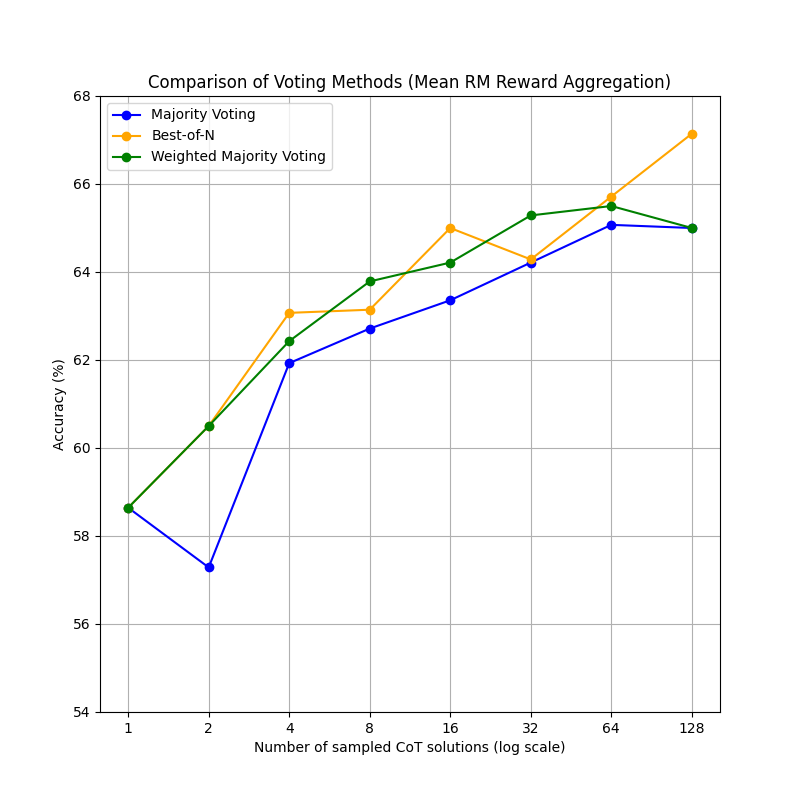 Comparison of Voting Methods (Mean RM Reward Aggregation)
Majority Voting
Best-of-N
Weighted Majority Voting
68
66
64
62
60
58
56
54
Accuracy (%)
1 2 4 8 16 32 64 128
Number of sampled CoT solutions (log scale)